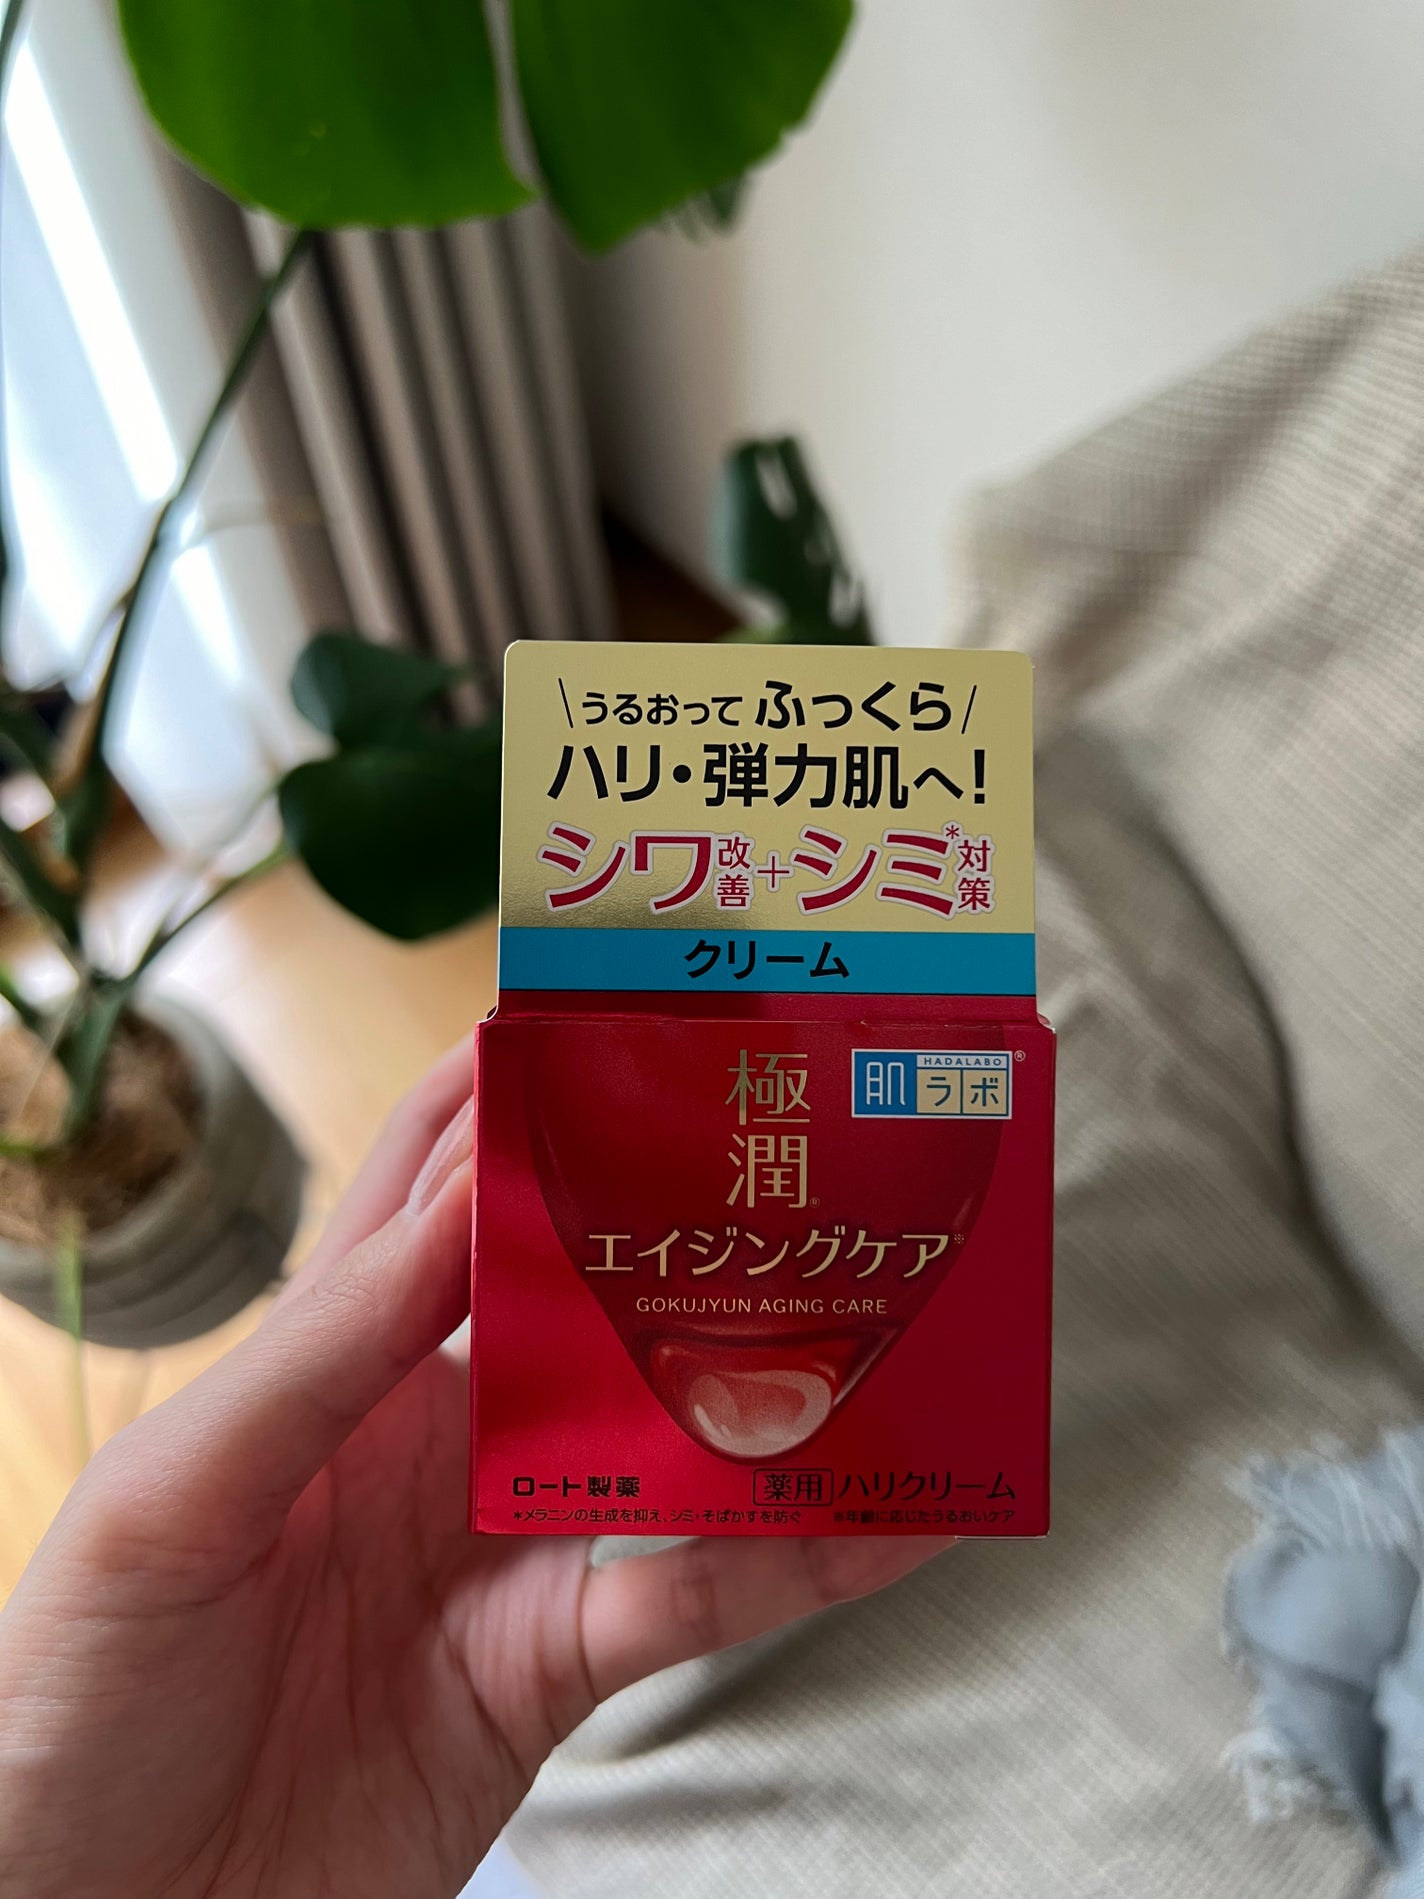 \うるおって ふっくら/
ハリ・弾力肌へ!
シワ改善+シミ*対策
クリーム
極潤®
HADALABO®
肌ラボ
エイジングケア※
GOKUJYUN AGING CARE
ロート製薬
薬用 ハリクリーム
*メラニンの生成を抑え、シミ・そばかすを防ぐ
※年齢に応じたうるおいケア